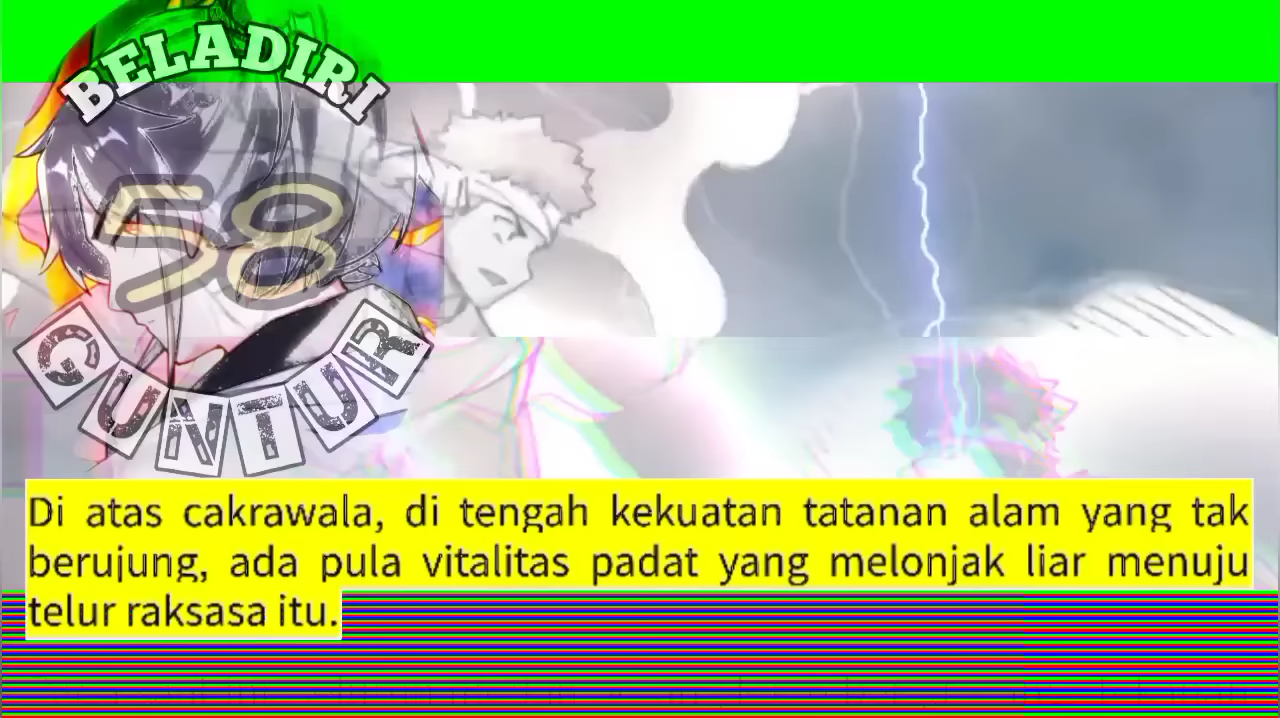 BELADIRI
58
GUNTUR
Di atas cakrawala, di tengah kekuatan tatanan alam yang tak
berujung, ada pula vitalitas padat yang melonjak liar menuju
telur raksasa itu.